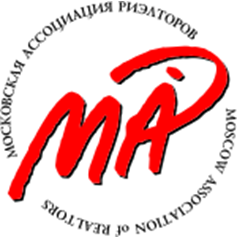 МОСКОВСКАЯ АССОЦИАЦИЯ РИЭЛТОРОВ
МАР
MOSCOW ASSOCIATION of REALTORS